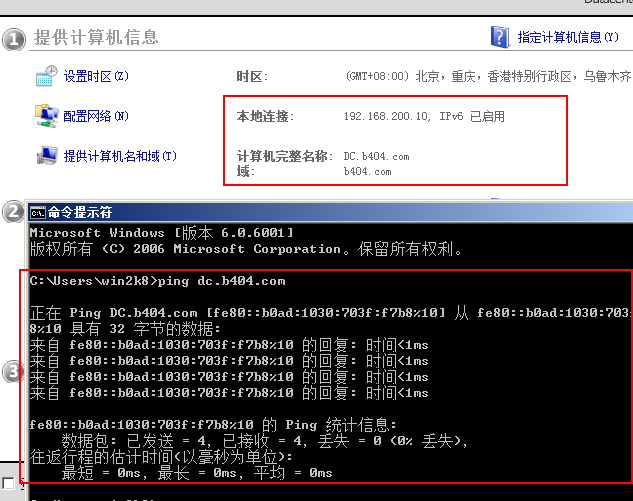 Datacent
1 提供计算机信息
指定计算机信息(Y)
设置时区(Z)
时区:
(GMT+08:00) 北京，重庆，香港特别行政区，乌鲁木齐
配置网络(N)
本地连接:
192.168.200.10, IPv6 已启用
提供计算机名和域(T)
计算机完整名称:
DC.b404.com
域:
b404.com
2
命令提示符
Microsoft Windows [版本 6.0.6001]
版权所有 (C) 2006 Microsoft Corporation。保留所有权利。
C:\Users\win2k8>ping dc.b404.com
正在 Ping DC.b404.com [fe80::b0ad:1030:703f:f7b8%10] 从 fe80::b0ad:1030:703
8%10 具有 32 字节的数据:
来自 fe80::b0ad:1030:703f:f7b8%10 的回复: 时间<1ms
来自 fe80::b0ad:1030:703f:f7b8%10 的回复: 时间<1ms
3
来自 fe80::b0ad:1030:703f:f7b8%10 的回复: 时间<1ms
来自 fe80::b0ad:1030:703f:f7b8%10 的回复: 时间<1ms
fe80::b0ad:1030:703f:f7b8%10 的 Ping 统计信息:
数据包: 已发送 = 4，已接收 = 4，丢失 = 0 (0% 丢失)，
往返行程的估计时间(以毫秒为单位):
最短 = 0ms，最长 = 0ms，平均 = 0ms